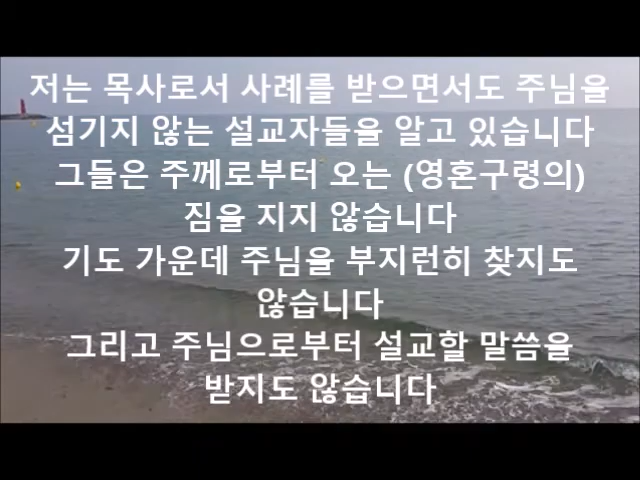 저는 목사로서 사례를 받으면서도 주님을
섬기지 않는 설교자들을 알고 있습니다
그들은 주께로부터 오는 (영혼구령의)
짐을 지지 않습니다
기도 가운데 주님을 부지런히 찾지도
않습니다
그리고 주님으로부터 설교할 말씀을
받지도 않습니다